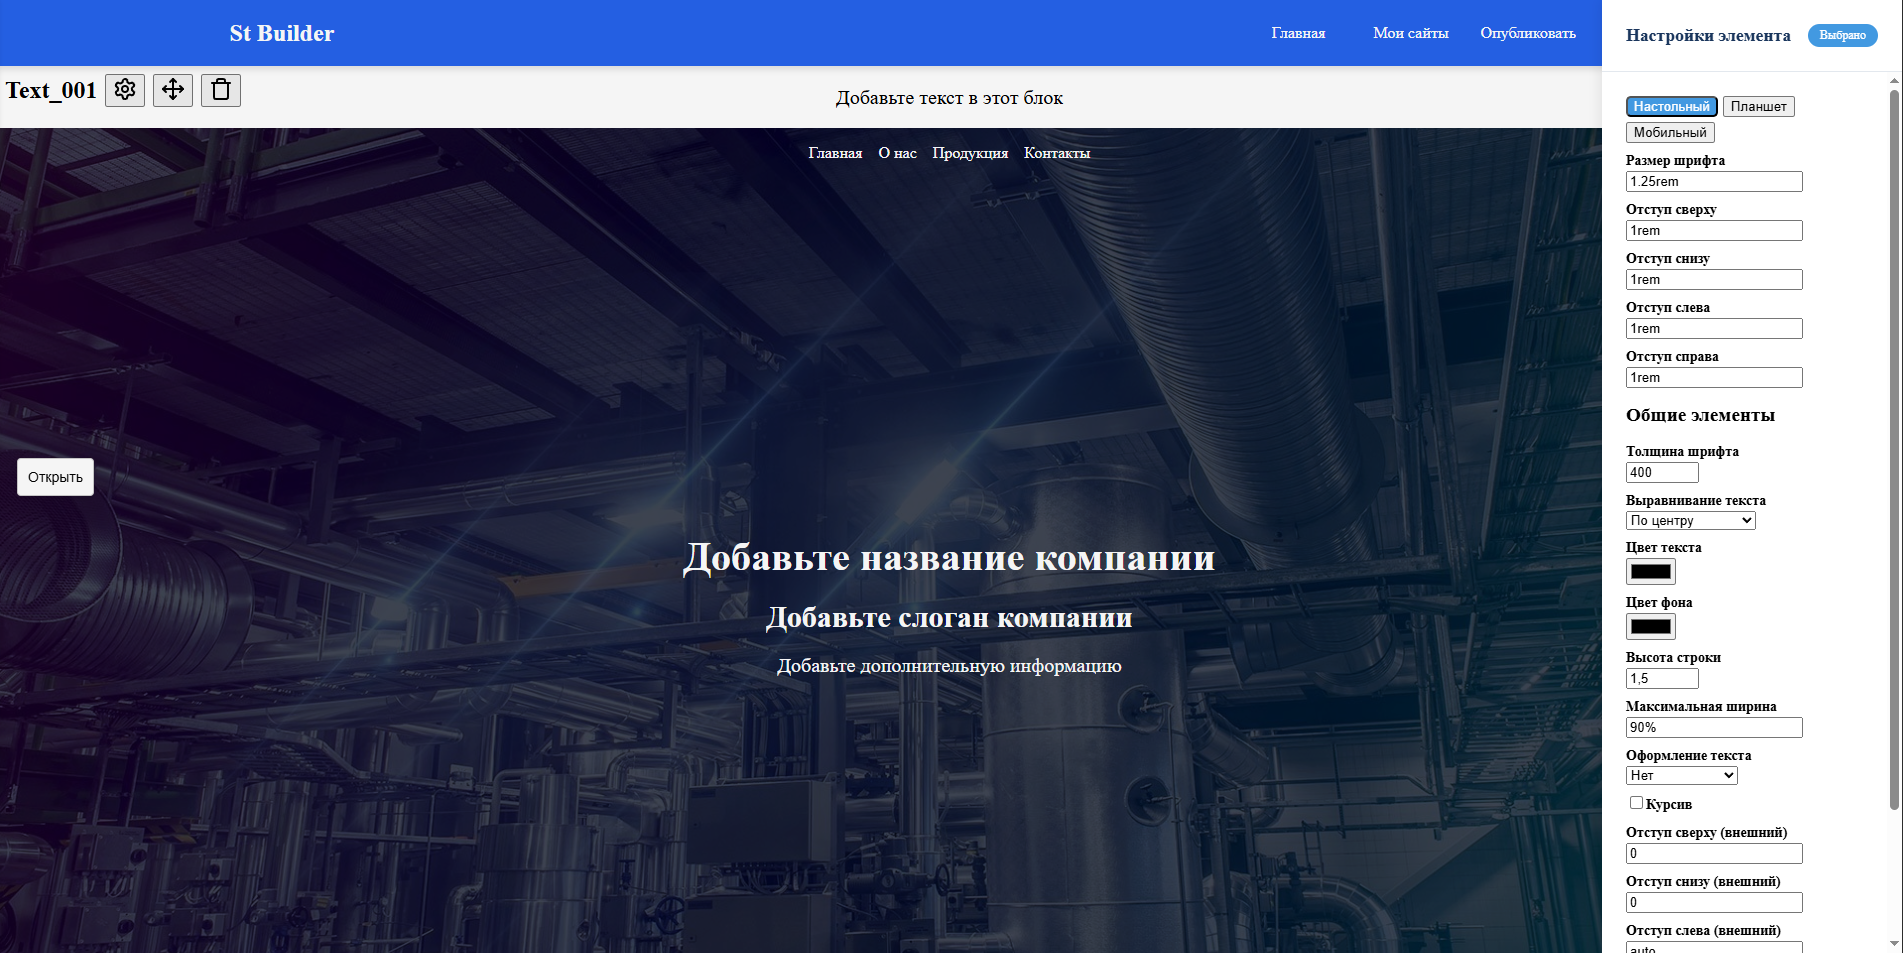 St Builder
Главная Мои сайты Опубликовать
Text_001
Добавьте текст в этот блок
Главная О нас Продукция Контакты
Открыть
Добавьте название компании
Добавьте слоган компании
Добавьте дополнительную информацию
Настройки элемента Выбрано
Настольный Планшет
Мобильный
Размер шрифта
1.25rem
Отступ сверху
1rem
Отступ снизу
1rem
Отступ слева
1rem
Отступ справа
1rem
Общие элементы
Толщина шрифта
400
Выравнивание текста
По центру
Цвет текста
Цвет фона
Высота строки
1,5
Максимальная ширина
90%
Оформление текста
Нет
Курсив
Отступ сверху (внешний)
0
Отступ снизу (внешний)
0
Отступ слева (внешний)
auto